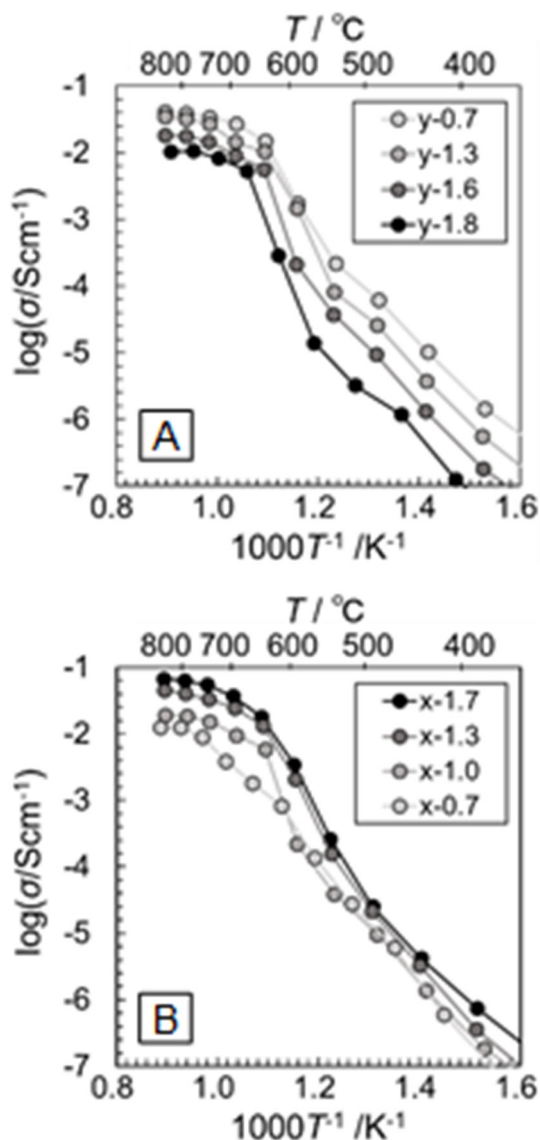 T / °C
800 700 600 500 400
-1
-2
-3
-4
-5
-6
-7
log(σ/Scm⁻¹)
y-0.7
y-1.3
y-1.6
y-1.8
A
0.8 1.0 1.2 1.4 1.6
1000T⁻¹ /K⁻¹
T / °C
800 700 600 500 400
-1
-2
-3
-4
-5
-6
-7
log(σ/Scm⁻¹)
x-1.7
x-1.3
x-1.0
x-0.7
B
0.8 1.0 1.2 1.4 1.6
1000T⁻¹ /K⁻¹